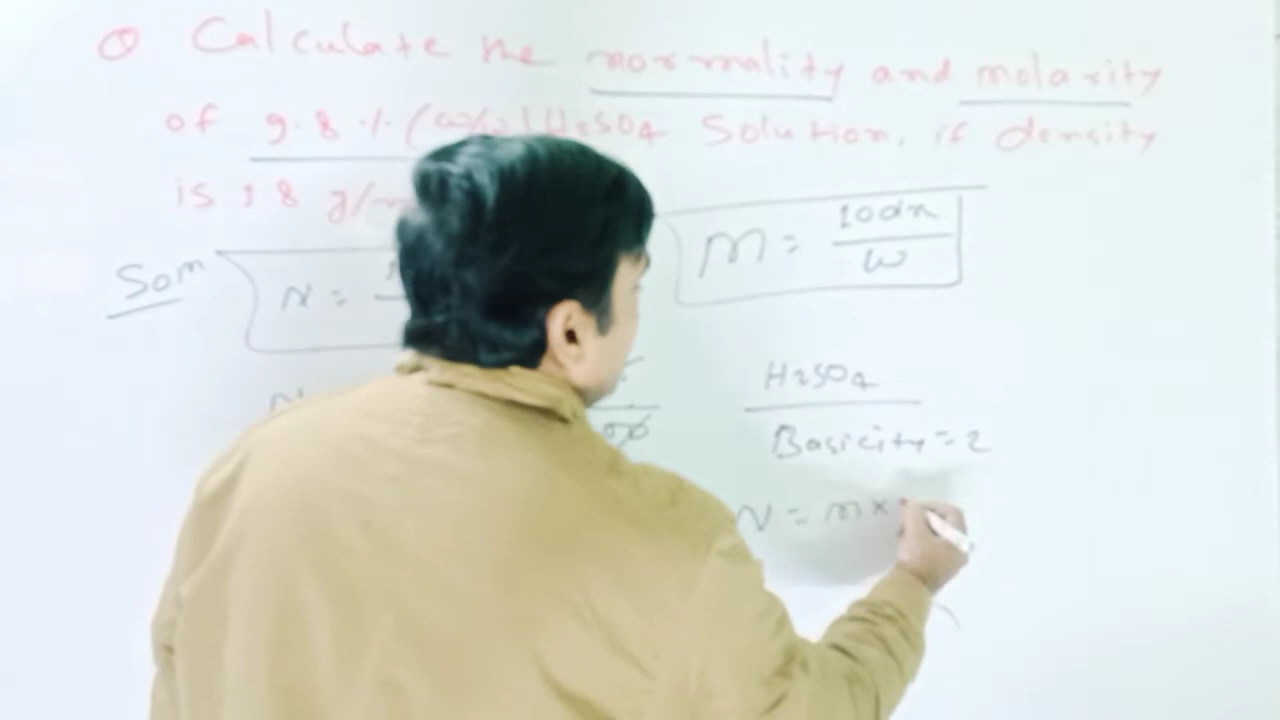 Q Calculate the normality and molarity
of 9.8 % (w/w) H2SO4 Solution, if density
is 1.8 g/m
Som
N =
M = 10dx / w
H2SO4
Basicity = 2
N = M ×